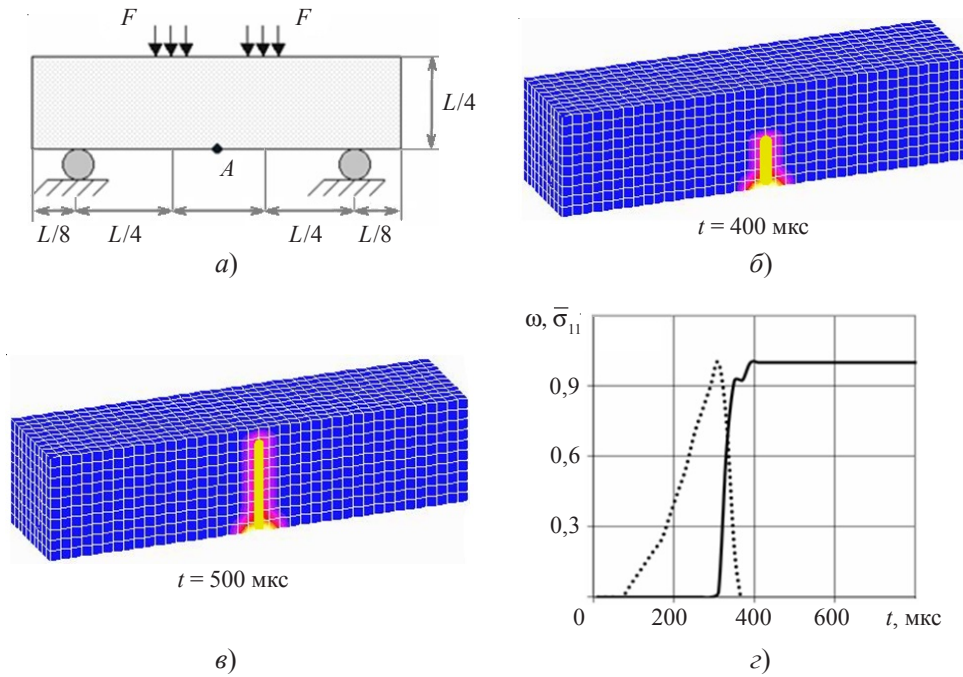 F F
L/4
A
L/8 L/4 L/4 L/8
а)
t = 400 мкс
б)
t = 500 мкс
в)
ω, σ̅₁₁
0,9
0,6
0,3
0 200 400 600 t, мкс
г)